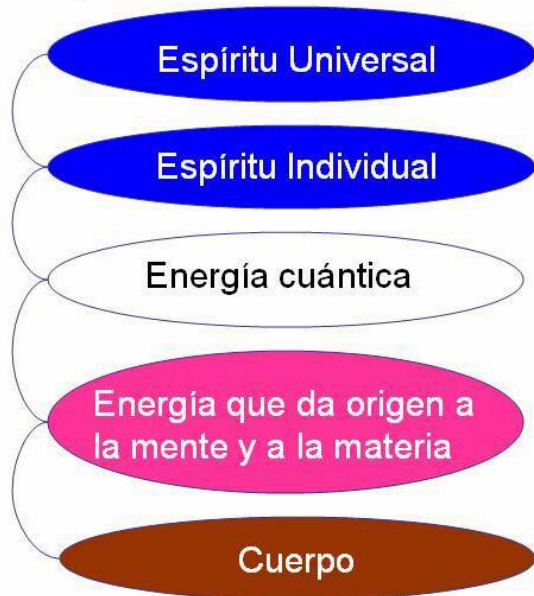 Espíritu Universal
Espíritu Individual
Energía cuántica
Energía que da origen a
la mente y a la materia
Cuerpo